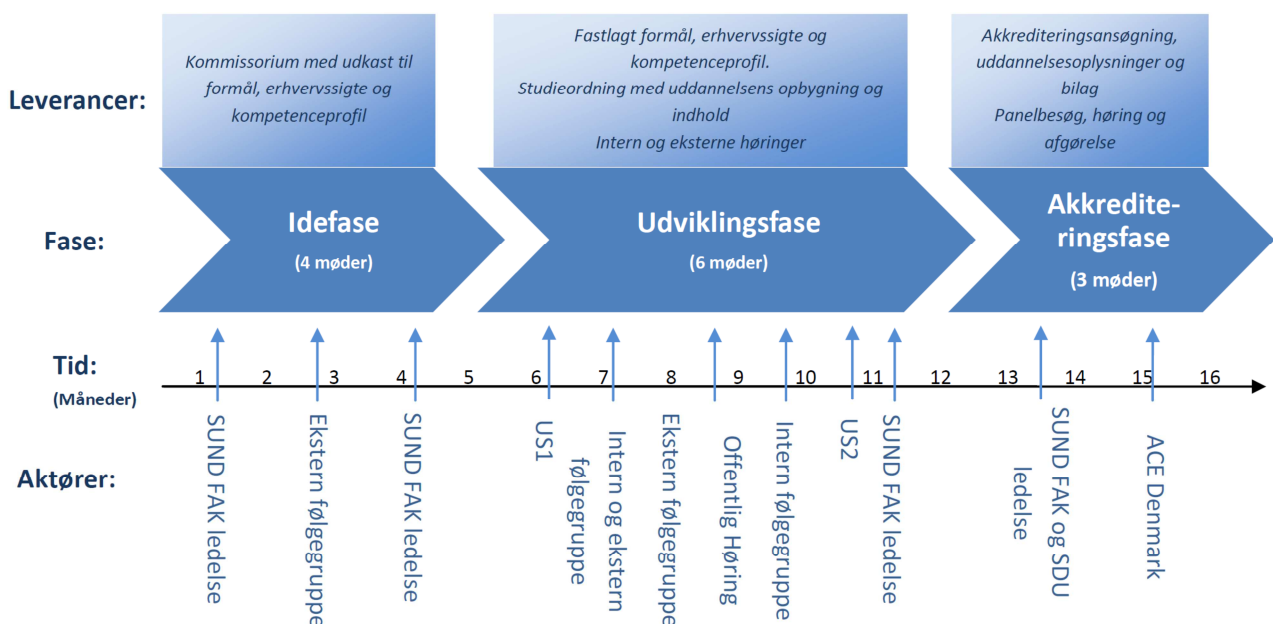 Leverancer:
Kommissorium med udkast til
formål, erhvervssigte og
kompetenceprofil
Fastlagt formål, erhvervssigte og
kompetenceprofil.
Studieordning med uddannelsens opbygning og
indhold
Intern og eksterne høringer
Akkrediteringsansøgning,
uddannelsesoplysninger og
bilag
Panelbesøg, høring og
afgørelse
Fase:
Idefase
(4 møder)
Udviklingsfase
(6 møder)
Akkredite-
ringsfase
(3 møder)
Tid:
(Måneder)
1 2 3 4 5 6 7 8 9 10 11 12 13 14 15 16
Aktører:
SUND FAK ledelse
Ekstern følgegruppe
SUND FAK ledelse
US1
Intern og ekstern
følgegruppe
Ekstern følgegruppe
Offentlig Høring
Intern følgegruppe
US2
SUND FAK ledelse
SUND FAK og SDU
ledelse
ACE Denmark